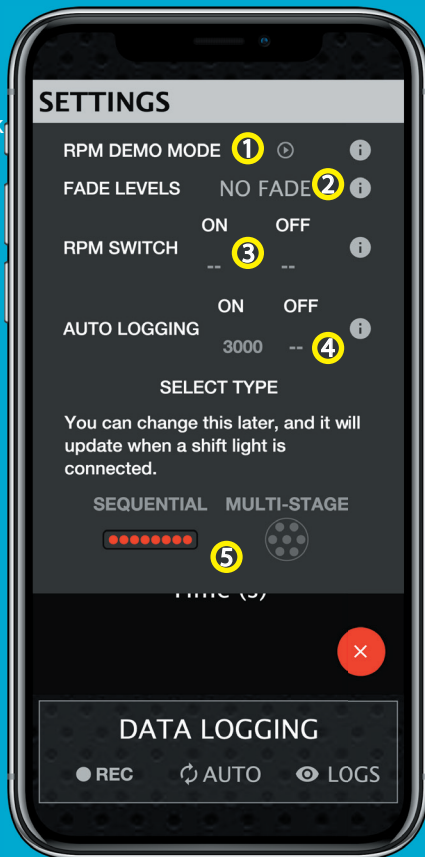 SETTINGS
RPM DEMO MODE 1 i
FADE LEVELS NO FADE 2 i
ON OFF
RPM SWITCH 3 i
-- --
ON OFF
AUTO LOGGING i
3000 -- 4
SELECT TYPE
You can change this later, and it will
update when a shift light is
connected.
SEQUENTIAL MULTI-STAGE
5
Time (s)
DATA LOGGING
REC AUTO LOGS